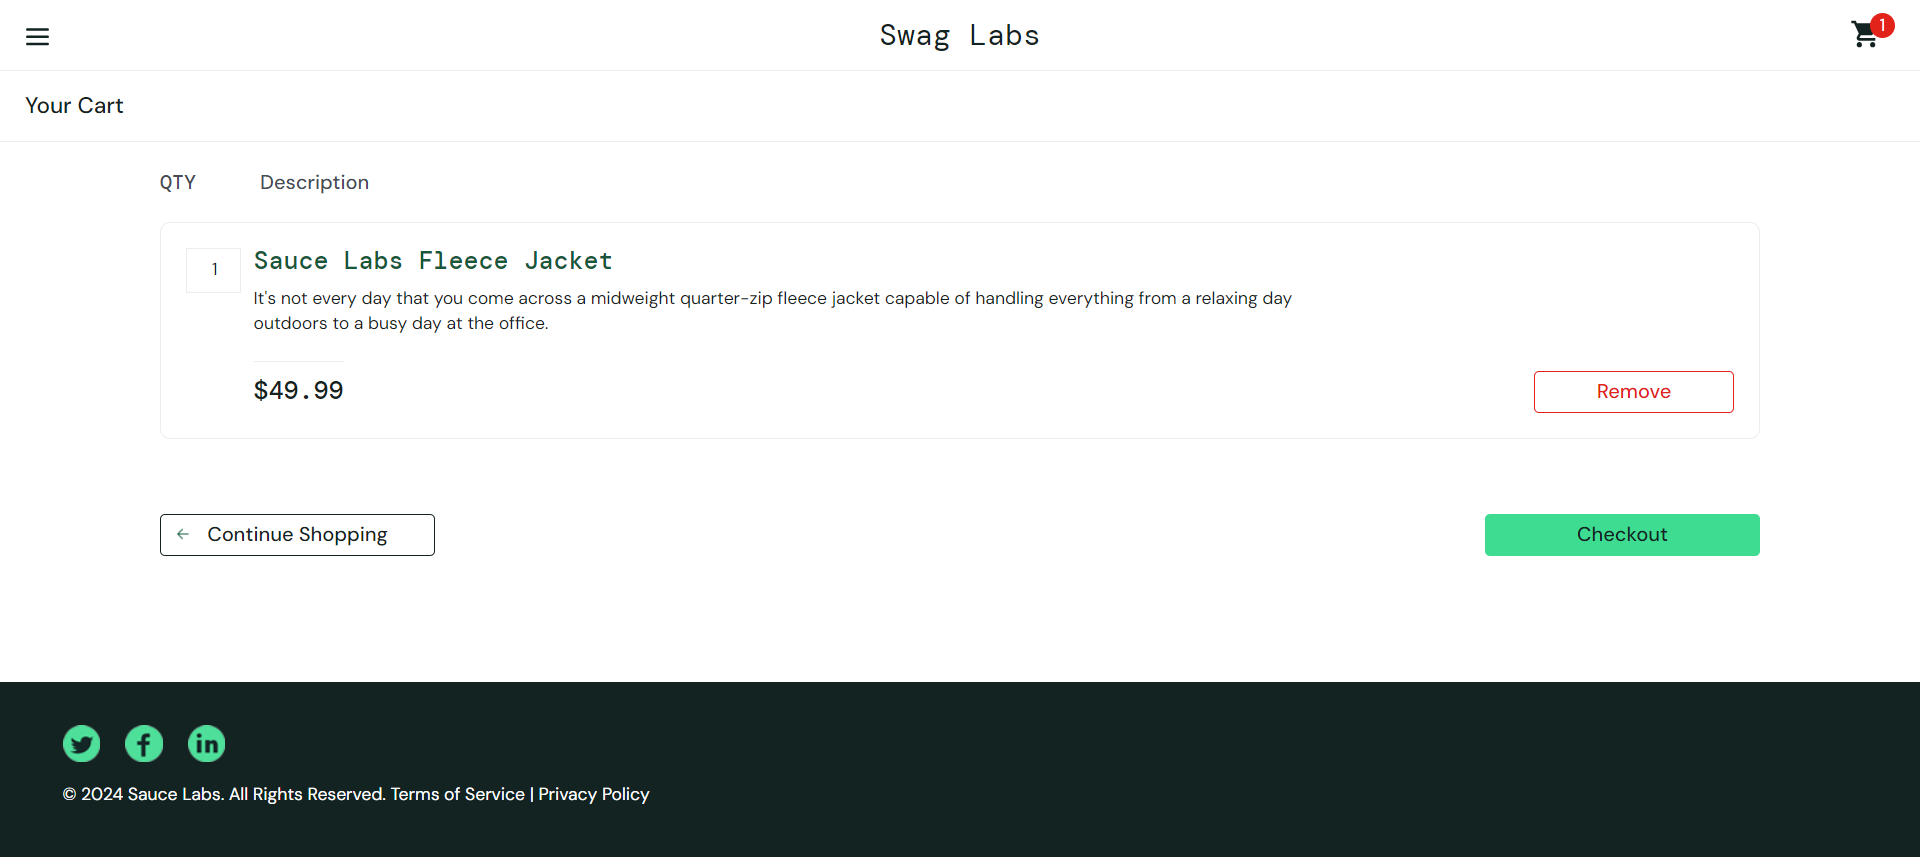 Swag Labs
1
Your Cart
QTY Description
1
Sauce Labs Fleece Jacket
It's not every day that you come across a midweight quarter-zip fleece jacket capable of handling everything from a relaxing day
outdoors to a busy day at the office.
$49.99
Remove
Continue Shopping
Checkout
© 2024 Sauce Labs. All Rights Reserved. Terms of Service | Privacy Policy